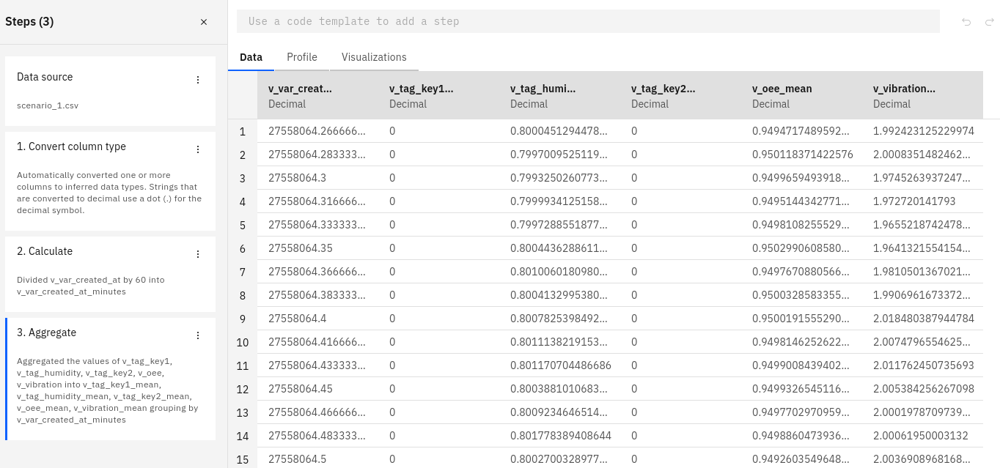 Steps (3)
Use a code template to add a step
Data Profile Visualizations
Data source
scenario_1.csv
1. Convert column type
Automatically converted one or more
columns to inferred data types. Strings that
are converted to decimal use a dot (.) for the
decimal symbol.
2. Calculate
Divided v_var_created_at by 60 into
v_var_created_at_minutes
3. Aggregate
Aggregated the values of v_tag_key1,
v_tag_humidity, v_tag_key2, v_oee,
v_vibration into v_tag_key1_mean,
v_tag_humidity_mean, v_tag_key2_mean,
v_oee_mean, v_vibration_mean grouping by
v_var_created_at_minutes
v_var_creat... v_tag_key1... v_tag_humi... v_tag_key2... v_oee_mean v_vibration...
Decimal Decimal Decimal Decimal Decimal Decimal
1 27558064.266666... 0 0.8000451294478... 0 0.9494717489592... 1.992423125229974
2 27558064.283333... 0 0.7997009525119... 0 0.950118371422576 2.0008351482462...
3 27558064.3 0 0.7993250260773... 0 0.9499659493918... 1.9745263937247...
4 27558064.316666... 0 0.7999934125158... 0 0.9495144342771... 1.972720141793
5 27558064.333333... 0 0.7997288551877... 0 0.9498108255529... 1.9655218742478...
6 27558064.35 0 0.8004436288611... 0 0.9502990608580... 1.9641321554154...
7 27558064.366666... 0 0.8010060180980... 0 0.9497670880566... 1.9810501367021...
8 27558064.383333... 0 0.8004132995380... 0 0.9500328583355... 1.9906961673372...
9 27558064.4 0 0.8007825398492... 0 0.9500191555290... 2.018480387944784
10 27558064.416666... 0 0.8011138219153... 0 0.9498146252622... 2.0074796554625...
11 27558064.433333... 0 0.801170704486686 0 0.9499008439402... 2.011762450735693
12 27558064.45 0 0.8003881010683... 0 0.9499326545116... 2.005384256267098
13 27558064.466666... 0 0.8009234646514... 0 0.9497702970959... 2.0001978709739...
14 27558064.483333... 0 0.801778389408644 0 0.9498860473936... 2.00061950003132
15 27558064.5 0 0.8002700328977... 0 0.9492603549648... 2.0036908968168...